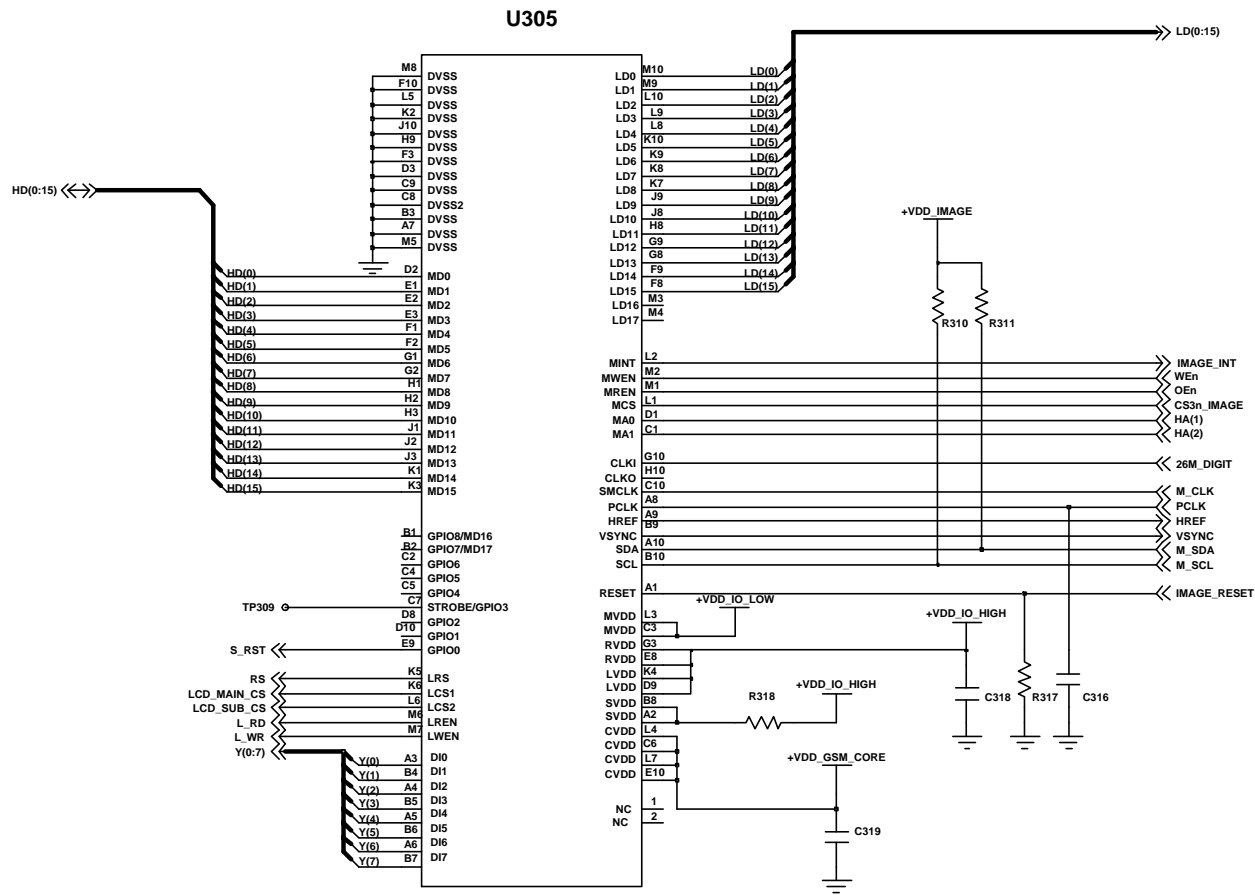 U305
LD(0:15)
HD(0:15)
M8 DVSS
F10 DVSS
L5 DVSS
K2 DVSS
J10 DVSS
H9 DVSS
F3 DVSS
D3 DVSS
C9 DVSS
C8 DVSS2
B3 DVSS
A7 DVSS
M5 DVSS
HD(0) D2 MD0
HD(1) E1 MD1
HD(2) E2 MD2
HD(3) E3 MD3
HD(4) F1 MD4
HD(5) F2 MD5
HD(6) G1 MD6
HD(7) G2 MD7
HD(8) H1 MD8
HD(9) H2 MD9
HD(10) H3 MD10
HD(11) J1 MD11
HD(12) J2 MD12
HD(13) J3 MD13
HD(14) K1 MD14
HD(15) K3 MD15
B1 GPIO8/MD16
B2 GPIO7/MD17
C2 GPIO6
C4 GPIO5
C5 GPIO4
TP309 C7 STROBE/GPIO3
D8 GPIO2
D10 GPIO1
S_RST E9 GPIO0
RS K5 LRS
LCD_MAIN_CS K6 LCS1
LCD_SUB_CS L6 LCS2
L_RD M6 LREN
L_WR M7 LWEN
Y(0:7)
Y(0) A3 DI0
Y(1) B4 DI1
Y(2) A4 DI2
Y(3) B5 DI3
Y(4) A5 DI4
Y(5) B6 DI5
Y(6) A6 DI6
Y(7) B7 DI7
LD0 M10 LD(0)
LD1 M9 LD(1)
LD2 L10 LD(2)
LD3 L9 LD(3)
LD4 L8 LD(4)
LD5 K10 LD(5)
LD6 K9 LD(6)
LD7 K8 LD(7)
LD8 K7 LD(8)
LD9 J9 LD(9)
LD10 J8 LD(10)
LD11 H8 LD(11)
LD12 G9 LD(12)
LD13 G8 LD(13)
LD14 F9 LD(14)
LD15 F8 LD(15)
LD16 M3
LD17 M4
+VDD_IMAGE
R310
R311
MINT L2 IMAGE_INT
MWEN M2 WEn
MREN M1 OEn
MCS L1 CS3n_IMAGE
MA0 D1 HA(1)
MA1 C1 HA(2)
CLKI G10 26M_DIGIT
CLKO H10
SMCLK C10 M_CLK
PCLK A8 PCLK
HREF A9 HREF
VSYNC B9 VSYNC
SDA A10 M_SDA
SCL B10 M_SCL
RESET A1 IMAGE_RESET
+VDD_IO_LOW
+VDD_IO_HIGH
MVDD L3
MVDD C3
RVDD G3
RVDD E8
LVDD K4
LVDD D9
SVDD B8
SVDD A2
CVDD L4
CVDD C6
CVDD L7
CVDD E10
NC 1
NC 2
R318
+VDD_IO_HIGH
C318
R317
C316
+VDD_GSM_CORE
C319